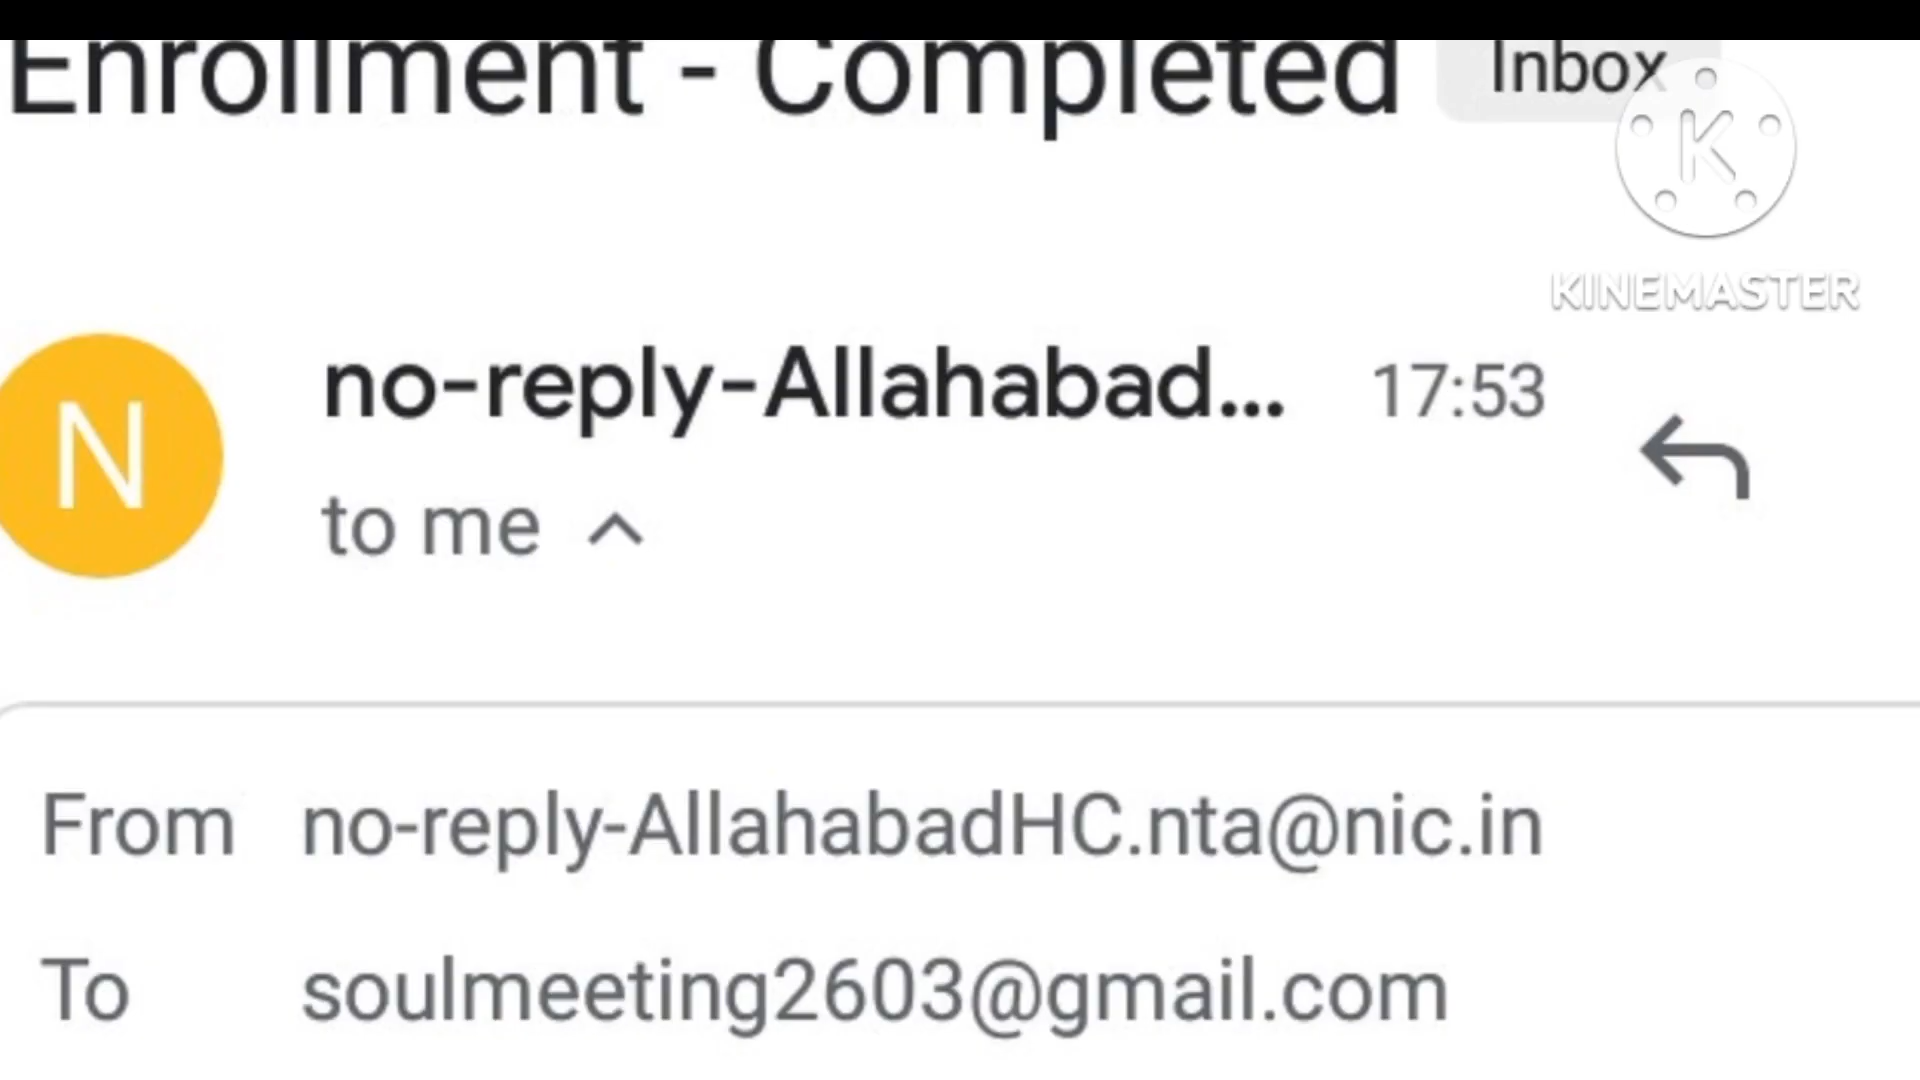 Enrollment - Completed Inbox
K
KINEMASTER
N
no-reply-Allahabad... 17:53
to me
From no-reply-AllahabadHC.nta@nic.in
To soulmeeting2603@gmail.com